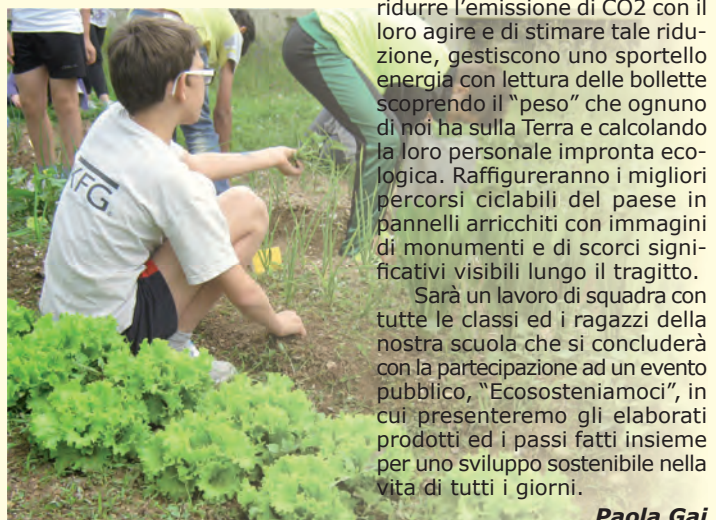 ridurre l’emissione di CO2 con il
loro agire e di stimare tale ridu-
zione, gestiscono uno sportello
energia con lettura delle bollette
scoprendo il “peso” che ognuno
di noi ha sulla Terra e calcolando
la loro personale impronta eco-
logica. Raffigureranno i migliori
percorsi ciclabili del paese in
pannelli arricchiti con immagini
di monumenti e di scorci signi-
ficativi visibili lungo il tragitto.
Sarà un lavoro di squadra con
tutte le classi ed i ragazzi della
nostra scuola che si concluderà
con la partecipazione ad un evento
pubblico, “Ecososteniamoci”, in
cui presenteremo gli elaborati
prodotti ed i passi fatti insieme
per uno sviluppo sostenibile nella
vita di tutti i giorni.
Paola Gai
KFG